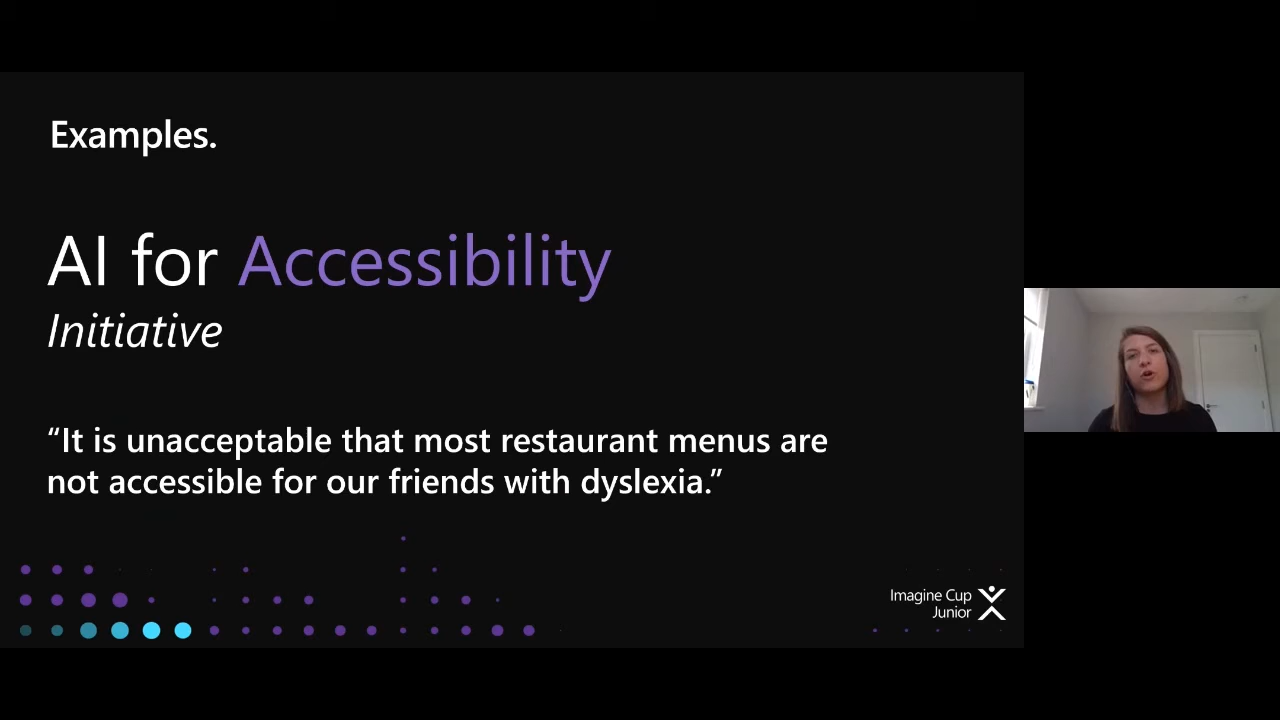 Examples.
AI for Accessibility
Initiative
“It is unacceptable that most restaurant menus are
not accessible for our friends with dyslexia.”
Imagine Cup
Junior